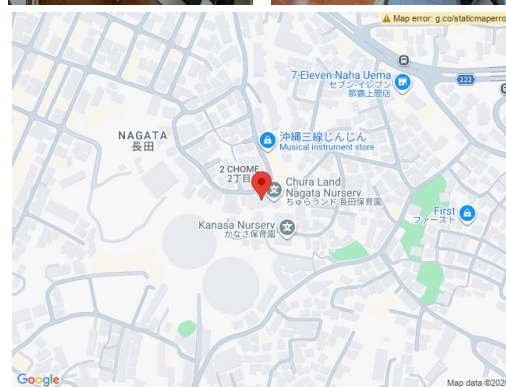 Map error: g.co/staticmaperro
7-Eleven Naha Uema
セブン-イレブン
那覇上間店
222
NAGATA
長田
沖縄三線じんじん
Musical instrument store
2 CHOME
2丁目
Chura Land
Nagata Nursery
ちゅらランド 長田保育園
Kanasa Nursery
かなさ保育園
First
ファースト
Google
Map data ©202